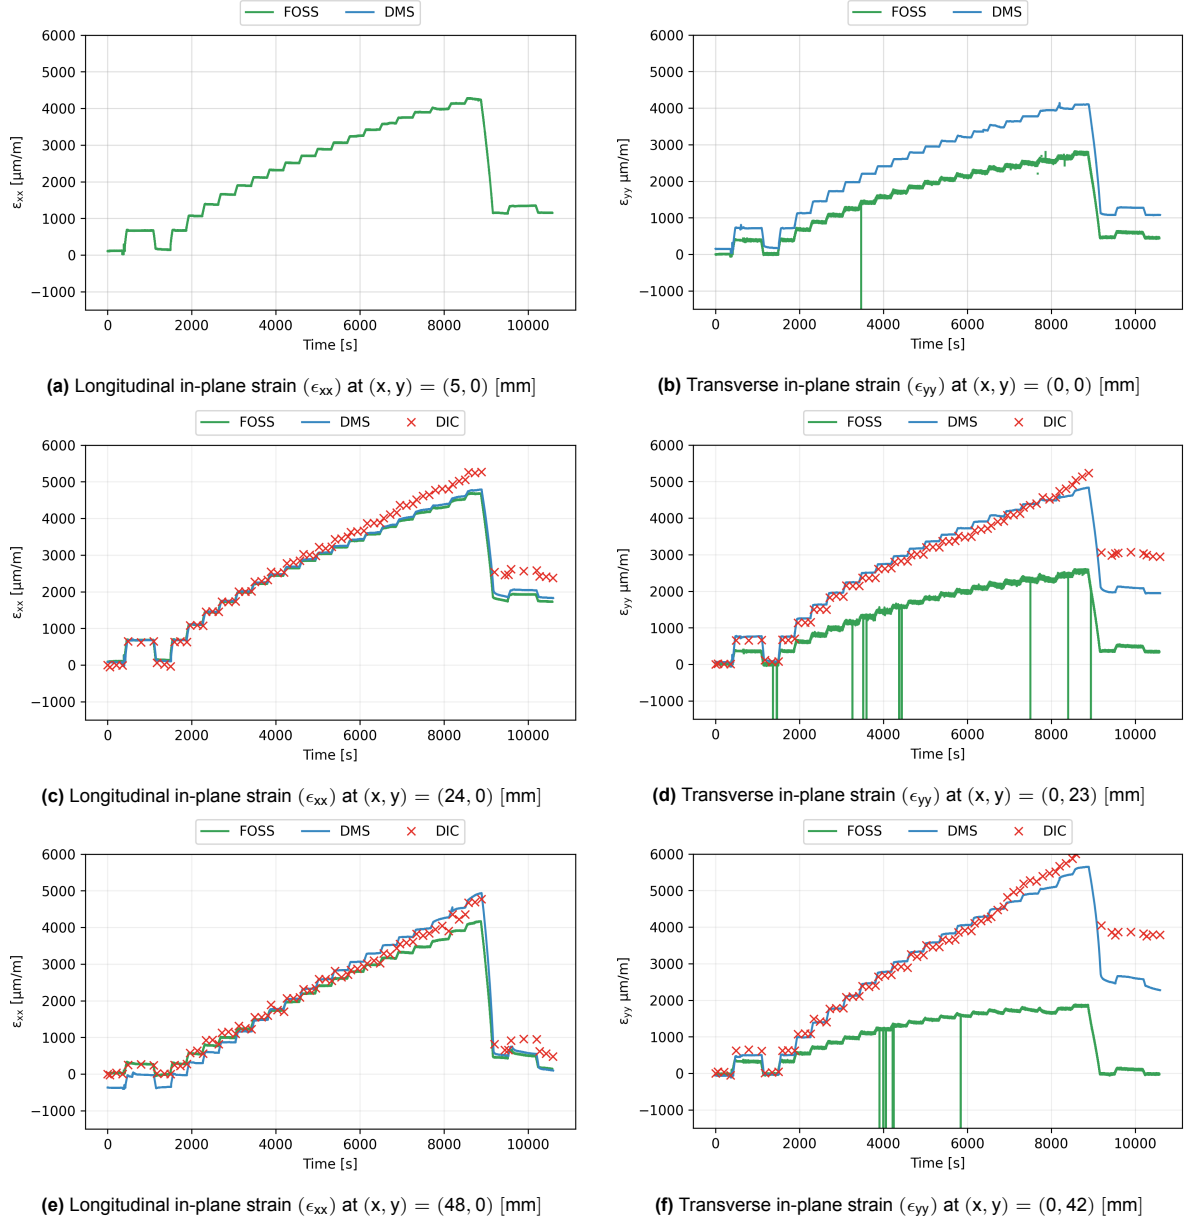 FOSS DMS
6000
5000
4000
3000
2000
1000
0
−1000
εxx [µm/m]
0 2000 4000 6000 8000 10000
Time [s]
(a) Longitudinal in-plane strain (ϵxx) at (x, y) = (5, 0) [mm]
FOSS DMS
6000
5000
4000
3000
2000
1000
0
−1000
εyy µm/m]
0 2000 4000 6000 8000 10000
Time [s]
(b) Transverse in-plane strain (ϵyy) at (x, y) = (0, 0) [mm]
FOSS DMS DIC
6000
5000
4000
3000
2000
1000
0
−1000
εxx [µm/m]
0 2000 4000 6000 8000 10000
Time [s]
(c) Longitudinal in-plane strain (ϵxx) at (x, y) = (24, 0) [mm]
FOSS DMS DIC
6000
5000
4000
3000
2000
1000
0
−1000
εyy µm/m]
0 2000 4000 6000 8000 10000
Time [s]
(d) Transverse in-plane strain (ϵyy) at (x, y) = (0, 23) [mm]
FOSS DMS DIC
6000
5000
4000
3000
2000
1000
0
−1000
εxx [µm/m]
0 2000 4000 6000 8000 10000
Time [s]
(e) Longitudinal in-plane strain (ϵxx) at (x, y) = (48, 0) [mm]
FOSS DMS DIC
6000
5000
4000
3000
2000
1000
0
−1000
εyy µm/m]
0 2000 4000 6000 8000 10000
Time [s]
(f) Transverse in-plane strain (ϵyy) at (x, y) = (0, 42) [mm]